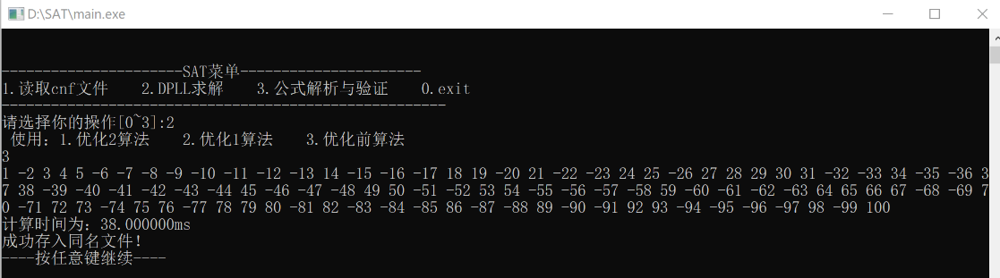 D:\SAT\main.exe
----------------------SAT菜单----------------------
1.读取cnf文件    2.DPLL求解    3.公式解析与验证    0.exit
------------------------------------------------------
请选择你的操作[0~3]:2
 使用：1.优化2算法    2.优化1算法    3.优化前算法
3
1 -2 3 4 5 -6 -7 -8 -9 -10 -11 -12 -13 14 -15 -16 -17 18 19 -20 21 -22 -23 24 25 -26 27 28 29 30 31 -32 -33 34 -35 -36 3
7 38 -39 -40 -41 -42 -43 -44 45 -46 -47 -48 49 50 -51 -52 53 54 -55 -56 -57 -58 59 -60 -61 -62 -63 64 65 66 67 -68 -69 7
0 -71 72 73 -74 75 76 -77 78 79 80 -81 82 -83 -84 -85 86 -87 -88 89 -90 -91 92 93 -94 -95 -96 -97 98 -99 100
计算时间为：38.000000ms
成功存入同名文件！
----按任意键继续----